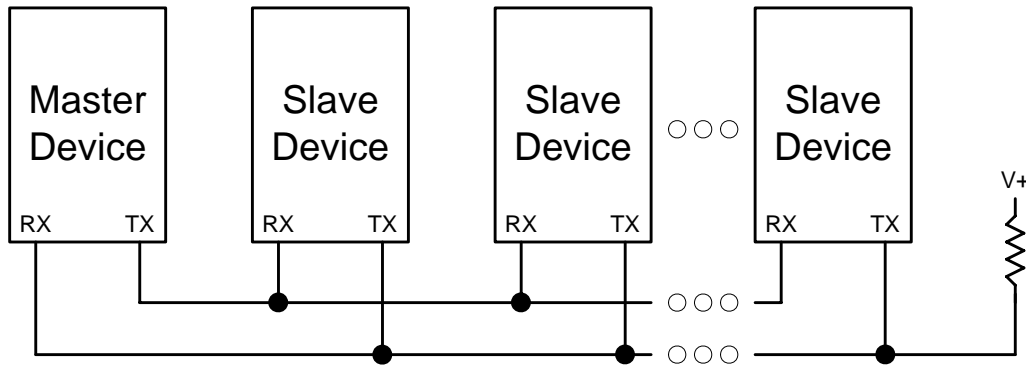 Master
Device
Slave
Device
Slave
Device
Slave
Device
V+
RX TX
RX TX
RX TX
RX TX